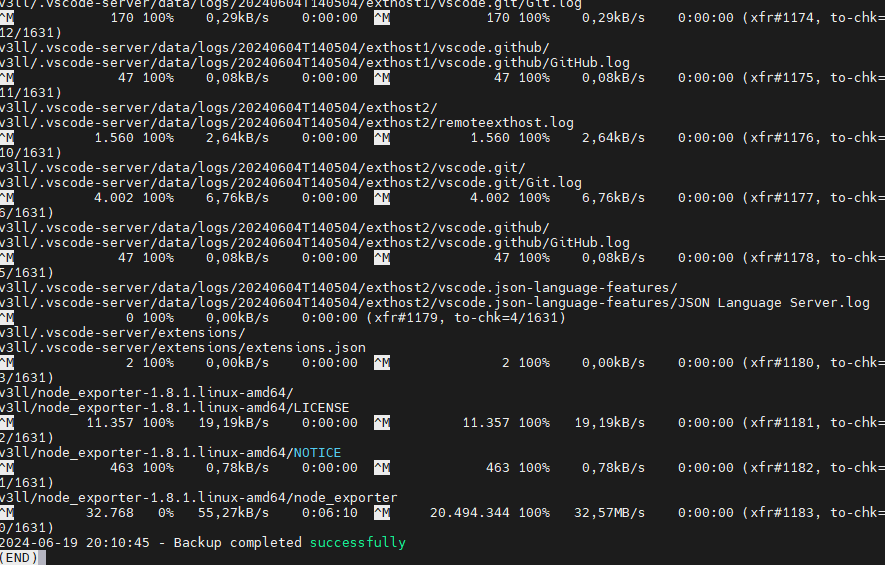 v3ll/.vscode-server/data/logs/20240604T140504/exthost1/vscode.git/Git.log
^M            170 100%    0,29kB/s    0:00:00  ^M            170 100%    0,29kB/s    0:00:00 (xfr#1174, to-chk=
12/1631)
v3ll/.vscode-server/data/logs/20240604T140504/exthost1/vscode.github/
v3ll/.vscode-server/data/logs/20240604T140504/exthost1/vscode.github/GitHub.log
^M             47 100%    0,08kB/s    0:00:00  ^M             47 100%    0,08kB/s    0:00:00 (xfr#1175, to-chk=
11/1631)
v3ll/.vscode-server/data/logs/20240604T140504/exthost2/
v3ll/.vscode-server/data/logs/20240604T140504/exthost2/remoteexthost.log
^M          1.560 100%    2,64kB/s    0:00:00  ^M          1.560 100%    2,64kB/s    0:00:00 (xfr#1176, to-chk=
10/1631)
v3ll/.vscode-server/data/logs/20240604T140504/exthost2/vscode.git/
v3ll/.vscode-server/data/logs/20240604T140504/exthost2/vscode.git/Git.log
^M          4.002 100%    6,76kB/s    0:00:00  ^M          4.002 100%    6,76kB/s    0:00:00 (xfr#1177, to-chk=
6/1631)
v3ll/.vscode-server/data/logs/20240604T140504/exthost2/vscode.github/
v3ll/.vscode-server/data/logs/20240604T140504/exthost2/vscode.github/GitHub.log
^M             47 100%    0,08kB/s    0:00:00  ^M             47 100%    0,08kB/s    0:00:00 (xfr#1178, to-chk=
5/1631)
v3ll/.vscode-server/data/logs/20240604T140504/exthost2/vscode.json-language-features/
v3ll/.vscode-server/data/logs/20240604T140504/exthost2/vscode.json-language-features/JSON Language Server.log
^M              0 100%    0,00kB/s    0:00:00 (xfr#1179, to-chk=4/1631)
v3ll/.vscode-server/extensions/
v3ll/.vscode-server/extensions/extensions.json
^M              2 100%    0,00kB/s    0:00:00  ^M              2 100%    0,00kB/s    0:00:00 (xfr#1180, to-chk=
3/1631)
v3ll/node_exporter-1.8.1.linux-amd64/
v3ll/node_exporter-1.8.1.linux-amd64/LICENSE
^M         11.357 100%   19,19kB/s    0:00:00  ^M         11.357 100%   19,19kB/s    0:00:00 (xfr#1181, to-chk=
2/1631)
v3ll/node_exporter-1.8.1.linux-amd64/NOTICE
^M            463 100%    0,78kB/s    0:00:00  ^M            463 100%    0,78kB/s    0:00:00 (xfr#1182, to-chk=
1/1631)
v3ll/node_exporter-1.8.1.linux-amd64/node_exporter
^M         32.768   0%   55,27kB/s    0:06:10  ^M     20.494.344 100%   32,57MB/s    0:00:00 (xfr#1183, to-chk=
0/1631)
2024-06-19 20:10:45 - Backup completed successfully
(END)